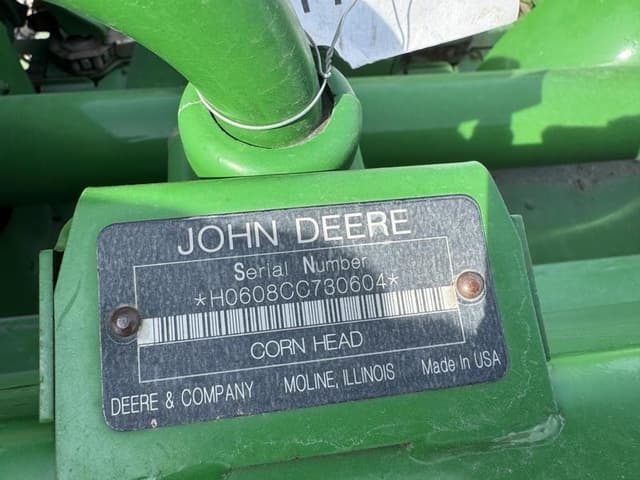 JOHN DEERE
Serial Number
*H0608CC730604*
CORN HEAD
DEERE & COMPANY MOLINE, ILLINOIS Made In USA